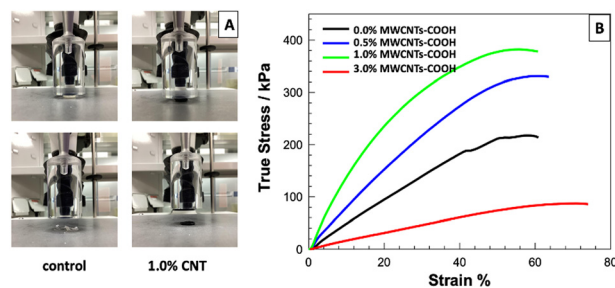 A
control
1.0% CNT
B
0.0% MWCNTs-COOH
0.5% MWCNTs-COOH
1.0% MWCNTs-COOH
3.0% MWCNTs-COOH
True Stress / kPa
400
300
200
100
0
0 20 40 60 80
Strain %